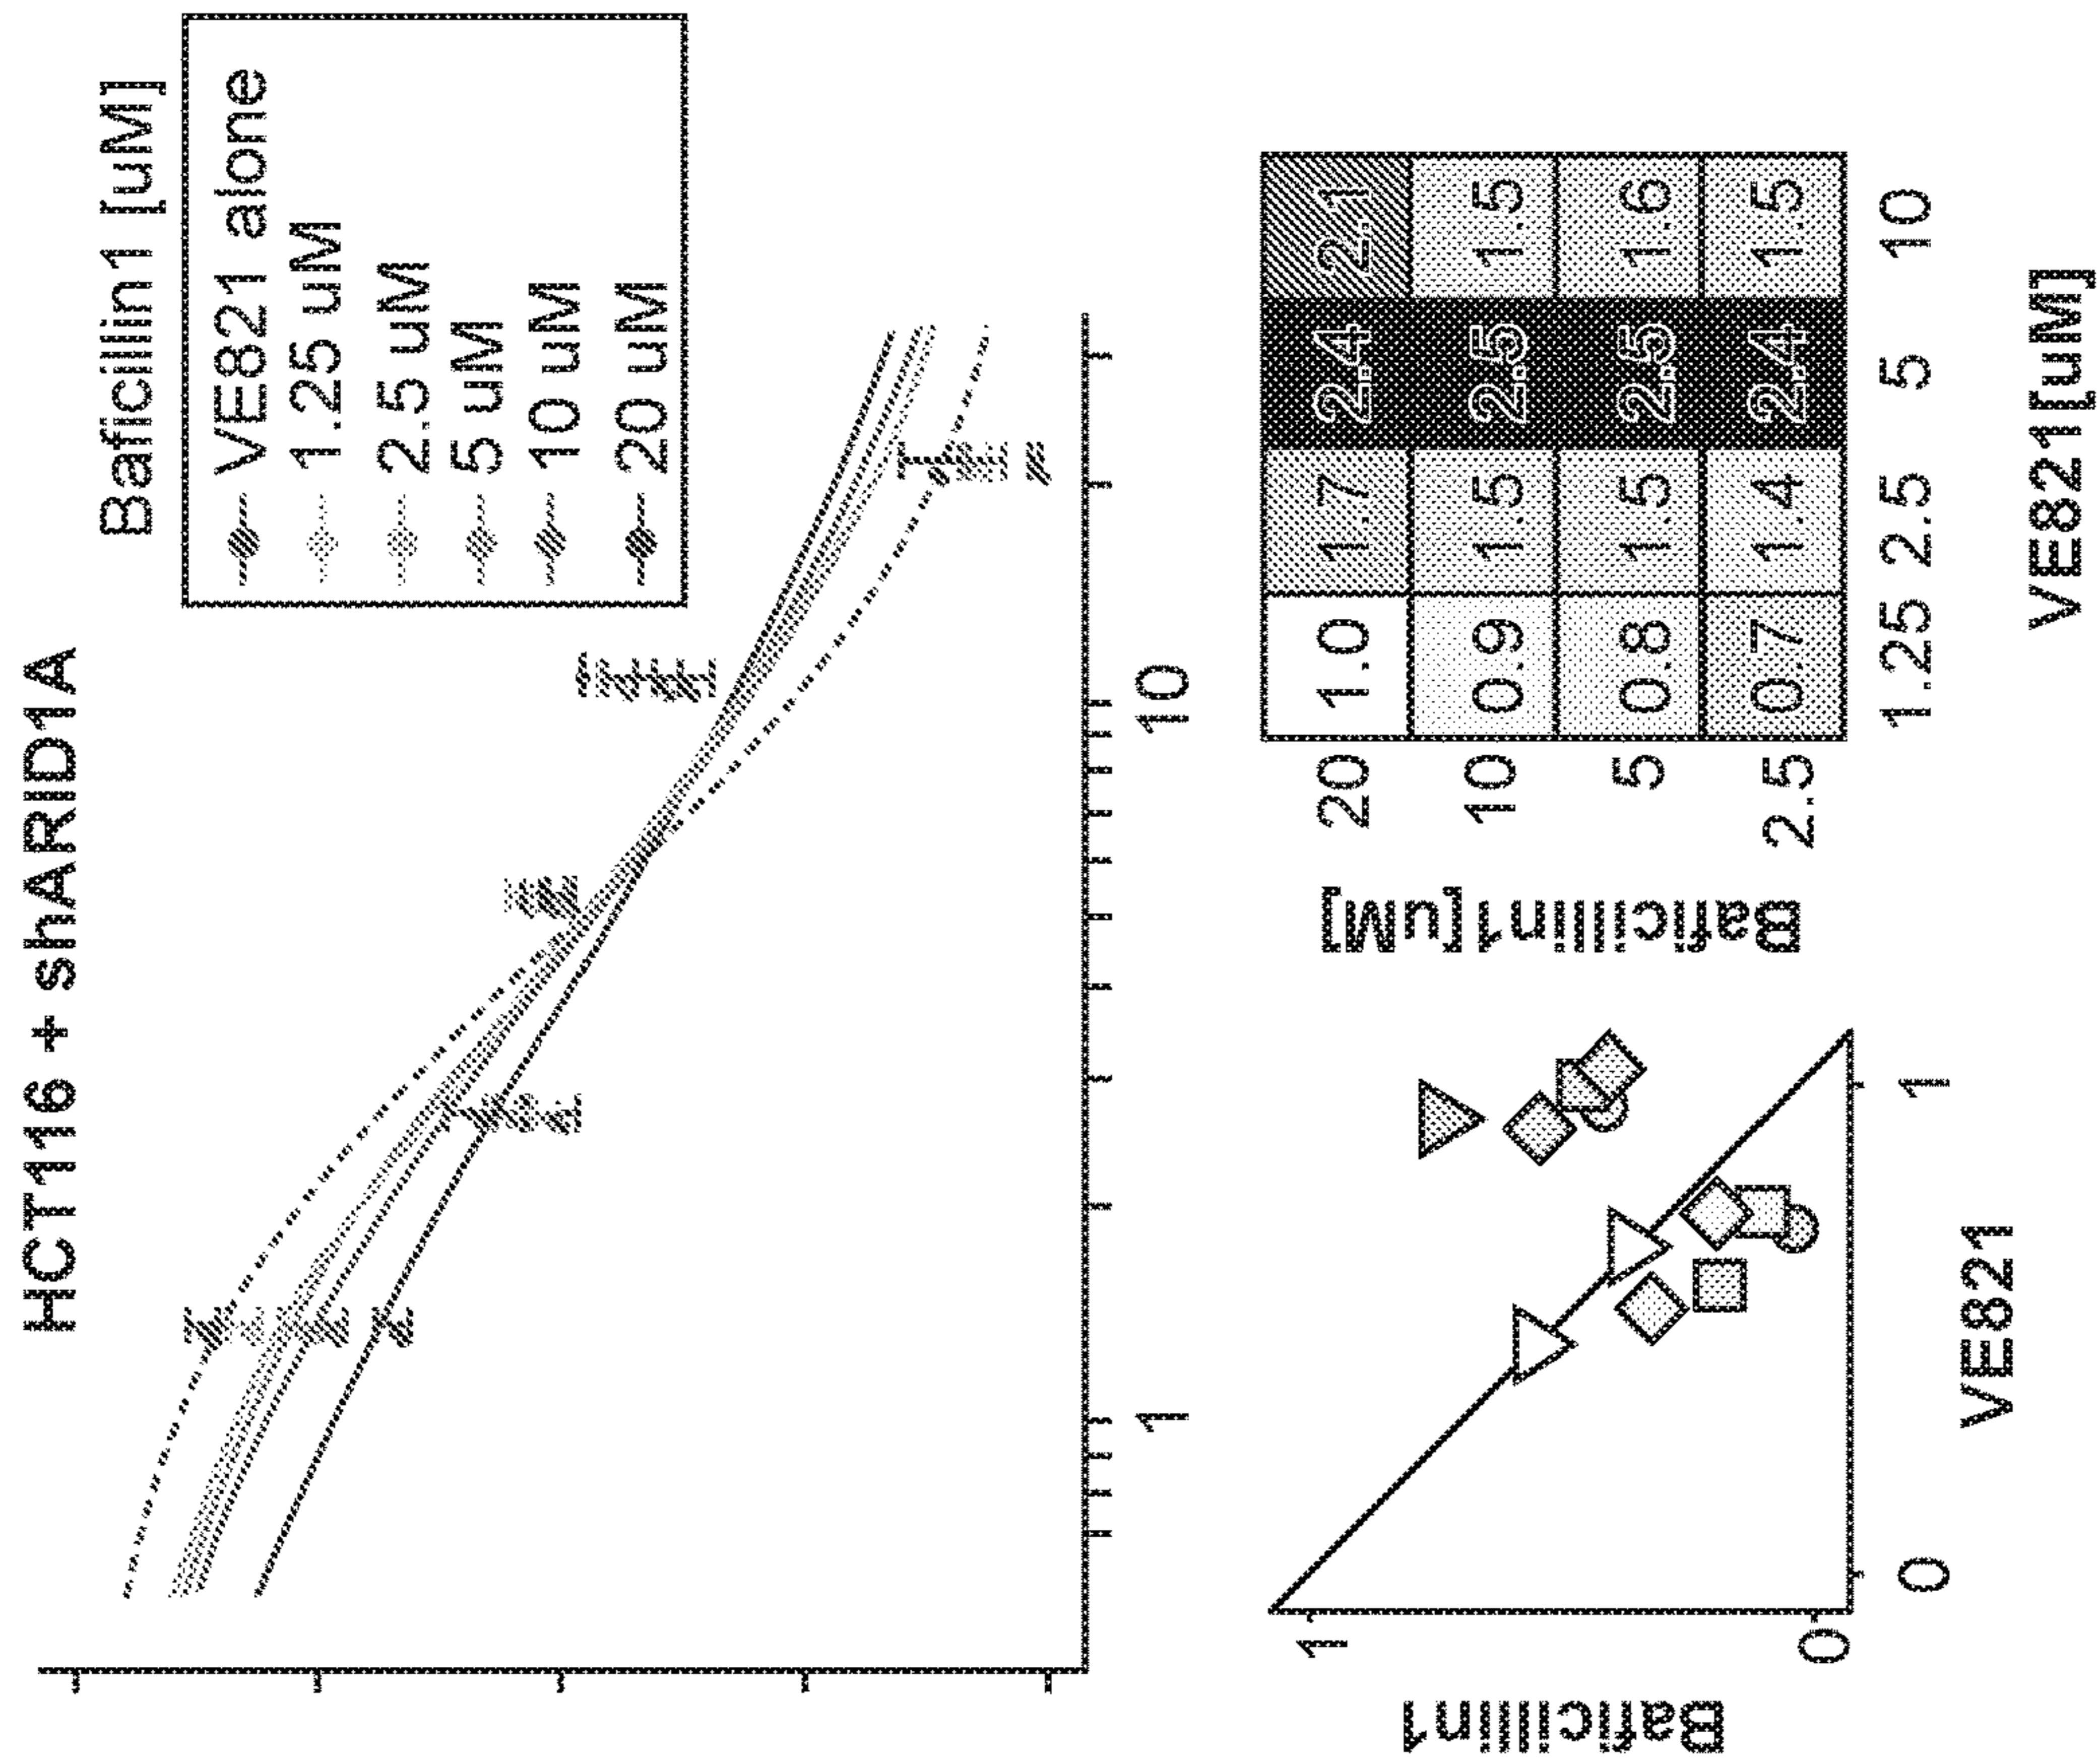 HCT116 + shARID1A
Baficillin1 [uM]
VE821 alone
1.25 uM
2.5 uM
5 uM
10 uM
20 uM
1 10
Baficillin1
1
0
0 1
VE821
Baficillin1[uM]
20 1.0 1.7 2.4 2.1
10 0.9 1.5 2.5 1.5
5 0.8 1.5 2.5 1.6
2.5 0.7 1.4 2.4 1.5
1.25 2.5 5 10
VE821[uM]